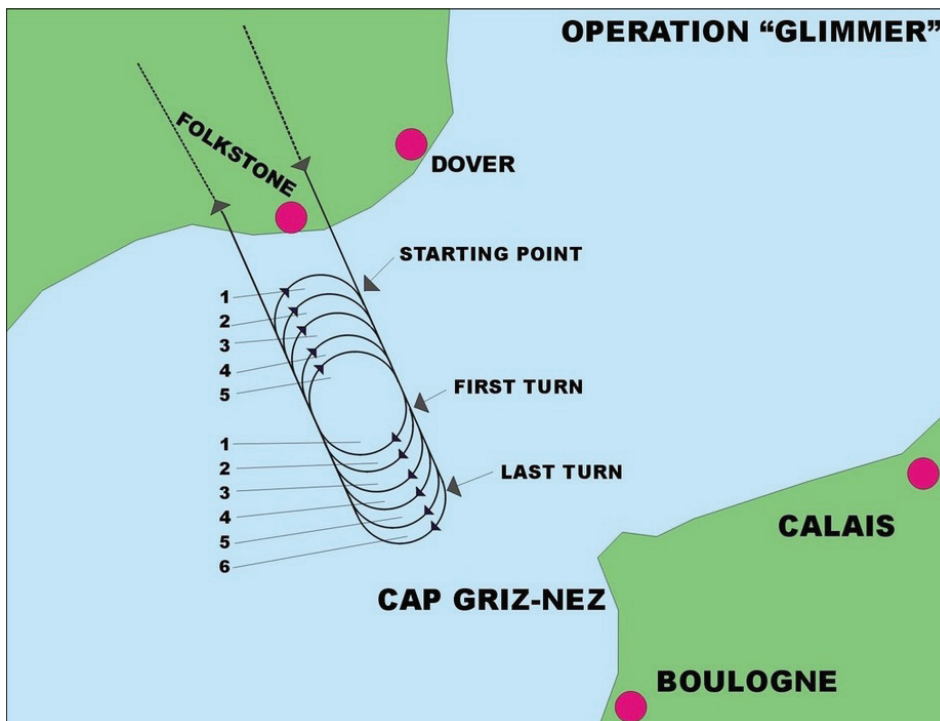 OPERATION “GLIMMER”
FOLKSTONE
DOVER
STARTING POINT
1
2
3
4
5
FIRST TURN
1
2
3
4
5
6
LAST TURN
CALAIS
CAP GRIZ-NEZ
BOULOGNE